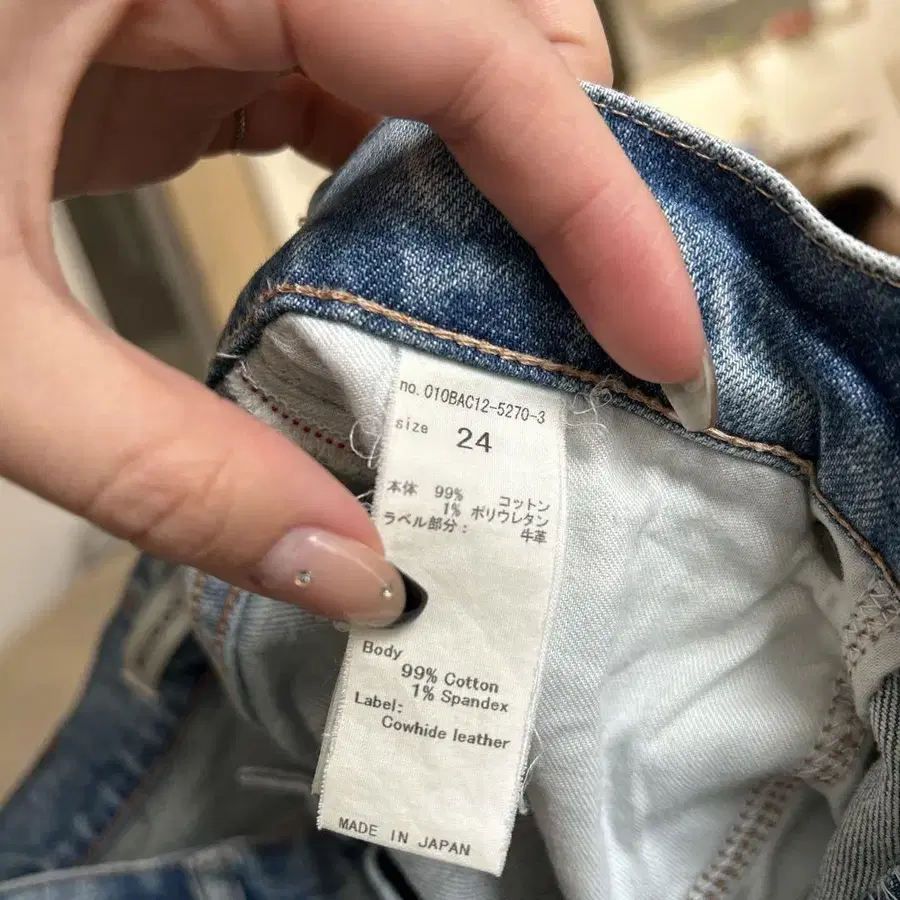 no. 010BAC12-5270-3
size 24
本体 99% コットン
1% ポリウレタン
ラベル部分: 牛革
Body
99% Cotton
1% Spandex
Label:
Cowhide leather
MADE IN JAPAN